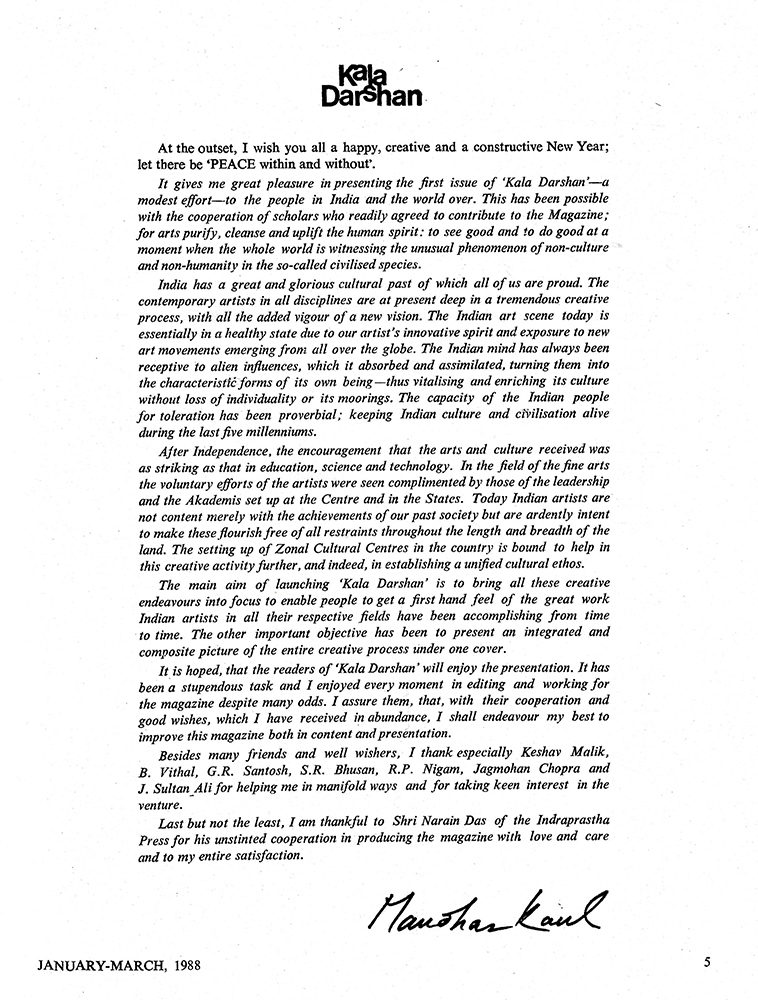 Kala
Darshan
At the outset, I wish you all a happy, creative and a constructive New Year;
let there be ‘PEACE within and without’.
It gives me great pleasure in presenting the first issue of ‘Kala Darshan’—a
modest effort—to the people in India and the world over. This has been possible
with the cooperation of scholars who readily agreed to contribute to the Magazine;
for arts purify, cleanse and uplift the human spirit: to see good and to do good at a
moment when the whole world is witnessing the unusual phenomenon of non-culture
and non-humanity in the so-called civilised species.
India has a great and glorious cultural past of which all of us are proud. The
contemporary artists in all disciplines are at present deep in a tremendous creative
process, with all the added vigour of a new vision. The Indian art scene today is
essentially in a healthy state due to our artist's innovative spirit and exposure to new
art movements emerging from all over the globe. The Indian mind has always been
receptive to alien influences, which it absorbed and assimilated, turning them into
the characteristic forms of its own being—thus vitalising and enriching its culture
without loss of individuality or its moorings. The capacity of the Indian people
for toleration has been proverbial; keeping Indian culture and civilisation alive
during the last five millenniums.
After Independence, the encouragement that the arts and culture received was
as striking as that in education, science and technology. In the field of the fine arts
the voluntary efforts of the artists were seen complimented by those of the leadership
and the Akademis set up at the Centre and in the States. Today Indian artists are
not content merely with the achievements of our past society but are ardently intent
to make these flourish free of all restraints throughout the length and breadth of the
land. The setting up of Zonal Cultural Centres in the country is bound to help in
this creative activity further, and indeed, in establishing a unified cultural ethos.
The main aim of launching ‘Kala Darshan’ is to bring all these creative
endeavours into focus to enable people to get a first hand feel of the great work
Indian artists in all their respective fields have been accomplishing from time
to time. The other important objective has been to present an integrated and
composite picture of the entire creative process under one cover.
It is hoped, that the readers of ‘Kala Darshan’ will enjoy the presentation. It has
been a stupendous task and I enjoyed every moment in editing and working for
the magazine despite many odds. I assure them, that, with their cooperation and
good wishes, which I have received in abundance, I shall endeavour my best to
improve this magazine both in content and presentation.
Besides many friends and well wishers, I thank especially Keshav Malik,
B. Vithal, G.R. Santosh, S.R. Bhusan, R.P. Nigam, Jagmohan Chopra and
J. Sultan Ali for helping me in manifold ways and for taking keen interest in the
venture.
Last but not the least, I am thankful to Shri Narain Das of the Indraprastha
Press for his unstinted cooperation in producing the magazine with love and care
and to my entire satisfaction.
Manohar Kaul
JANUARY-MARCH, 1988
5